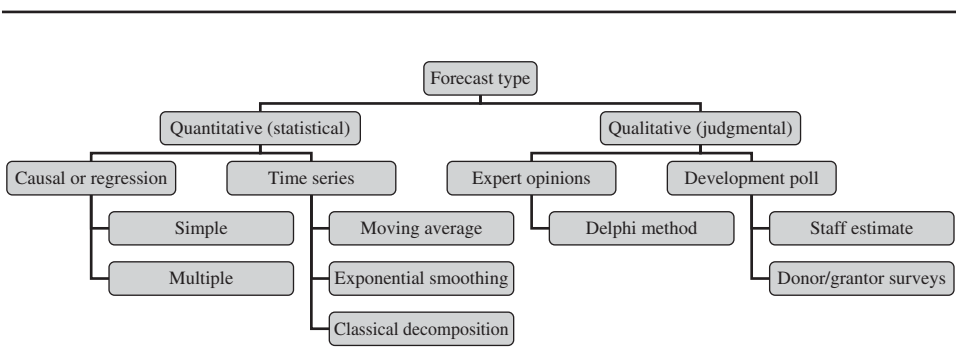 Forecast type
Quantitative (statistical)
Qualitative (judgmental)
Causal or regression
Time series
Expert opinions
Development poll
Simple
Moving average
Delphi method
Staff estimate
Multiple
Exponential smoothing
Donor/grantor surveys
Classical decomposition